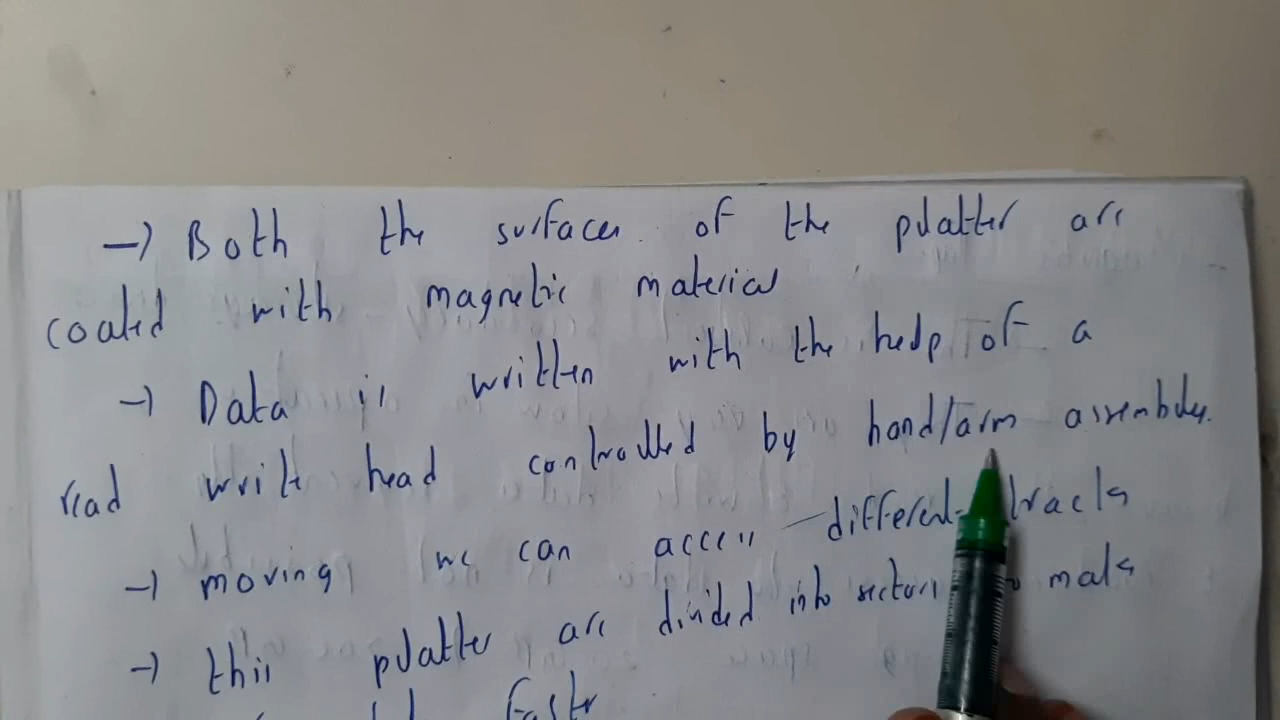 → Both the surfaces of the platter are
coated with magnetic material
→ Data is written with the help of a
read write head controlled by hand/arm assembly.
→ moving, we can access different tracks
→ this platter are divided into sectors to make
faster